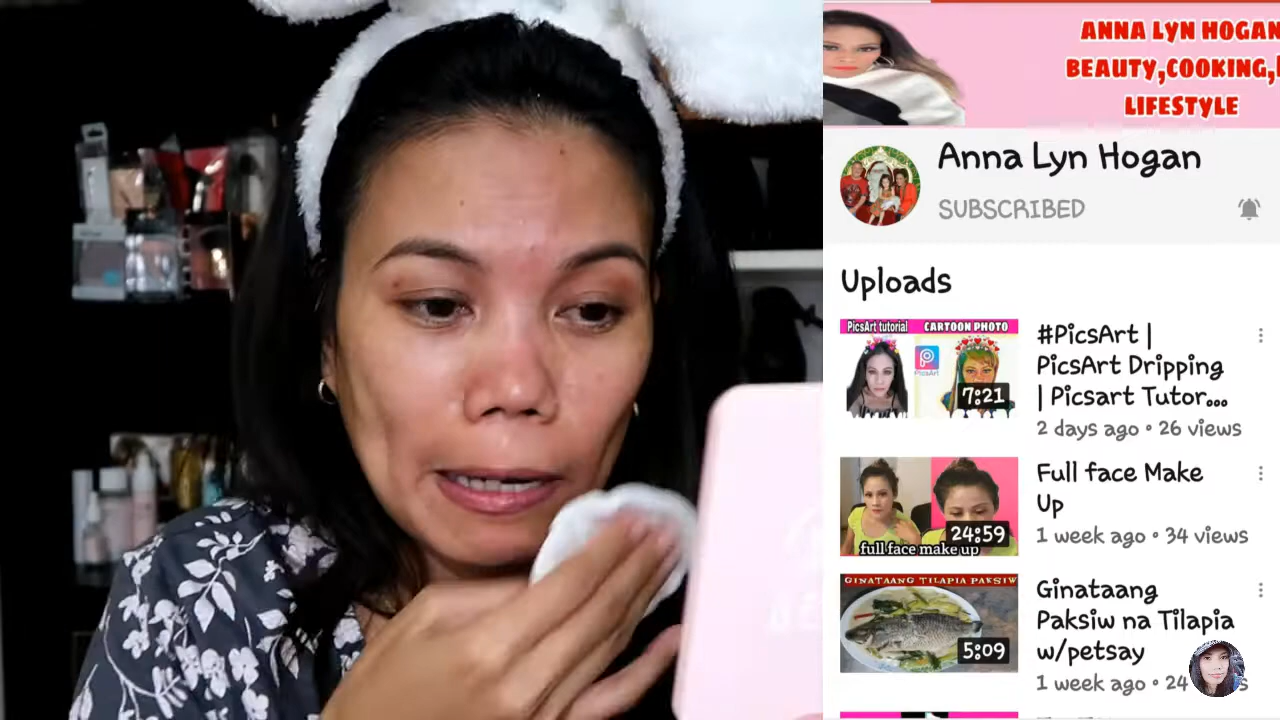 ANNA LYN HOGAN
BEAUTY,COOKING,
LIFESTYLE
Anna Lyn Hogan
SUBSCRIBED
Uploads
PicsArt tutorial
CARTOON PHOTO
PicsArt
7:21
#PicsArt |
PicsArt Dripping
| Picsart Tutor...
2 days ago • 26 views
full face make up
24:59
Full face Make
Up
1 week ago • 34 views
GINATAANG TILAPIA PAKSIW
5:09
Ginataang
Paksiw na Tilapia
w/petsay
1 week ago • 24